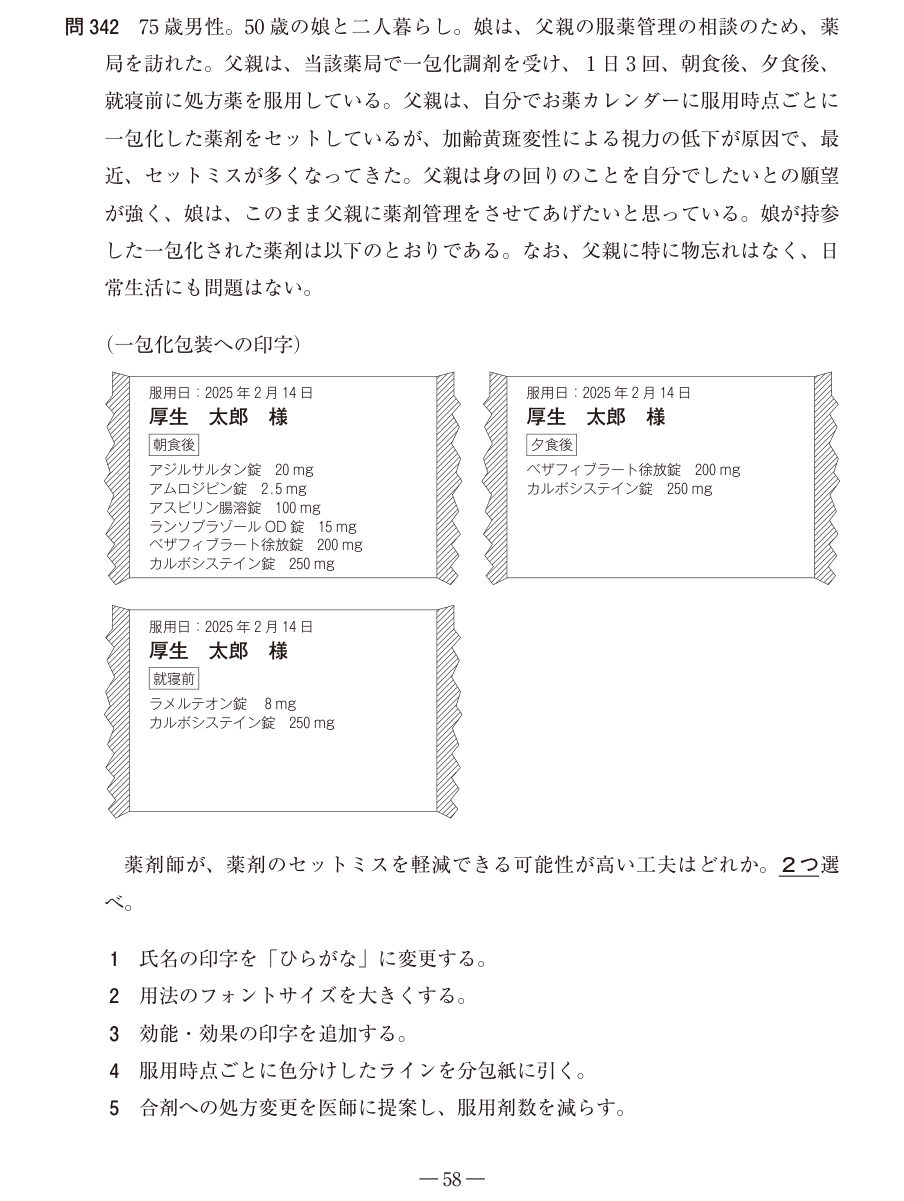 問 342　75 歳男性。50 歳の娘と二人暮らし。娘は、父親の服薬管理の相談のため、薬
局を訪れた。父親は、当該薬局で一包化調剤を受け、１日３回、朝食後、夕食後、
就寝前に処方薬を服用している。父親は、自分でお薬カレンダーに服用時点ごとに
一包化した薬剤をセットしているが、加齢黄斑変性による視力の低下が原因で、最
近、セットミスが多くなってきた。父親は身の回りのことを自分でしたいとの願望
が強く、娘は、このまま父親に薬剤管理をさせてあげたいと思っている。娘が持参
した一包化された薬剤は以下のとおりである。なお、父親に特に物忘れはなく、日
常生活にも問題はない。
（一包化包装への印字）
服用日：2025 年 2 月 14 日
厚生　太郎　様
朝食後
アジルサルタン錠　20 mg
アムロジピン錠　2.5 mg
アスピリン腸溶錠　100 mg
ランソプラゾール OD 錠　15 mg
ベザフィブラート徐放錠　200 mg
カルボシステイン錠　250 mg
服用日：2025 年 2 月 14 日
厚生　太郎　様
夕食後
ベザフィブラート徐放錠　200 mg
カルボシステイン錠　250 mg
服用日：2025 年 2 月 14 日
厚生　太郎　様
就寝前
ラメルテオン錠　8 mg
カルボシステイン錠　250 mg
薬剤師が、薬剤のセットミスを軽減できる可能性が高い工夫はどれか。２つ選
べ。
1　氏名の印字を「ひらがな」に変更する。
2　用法のフォントサイズを大きくする。
3　効能・効果の印字を追加する。
4　服用時点ごとに色分けしたラインを分包紙に引く。
5　合剤への処方変更を医師に提案し、服用剤数を減らす。
― 58 ―